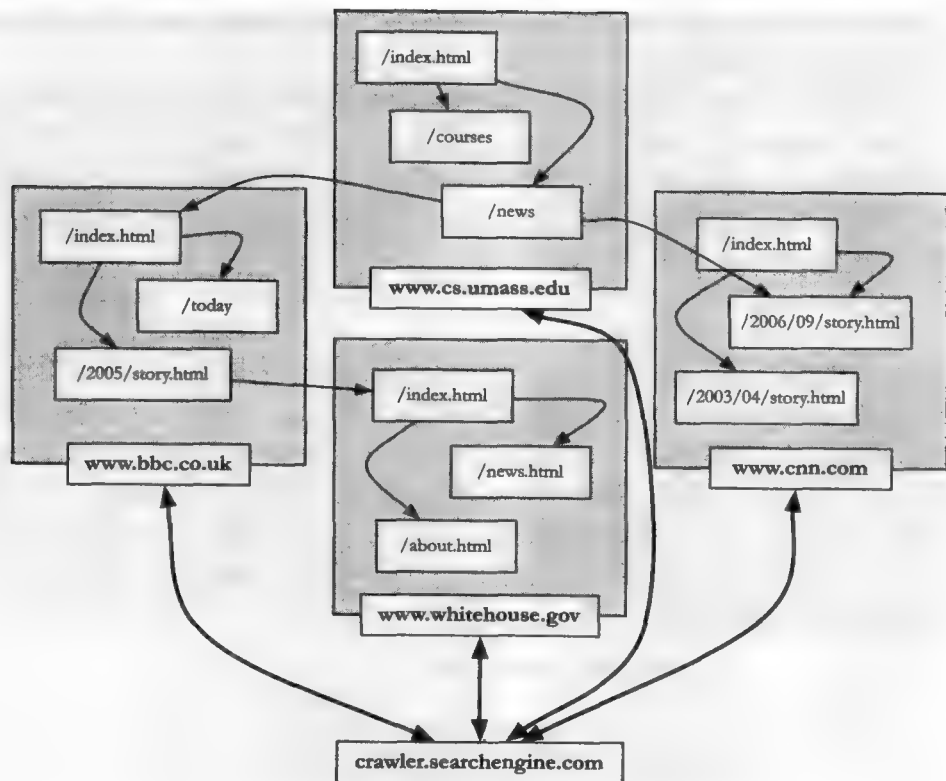 /index.html
/courses
/news
www.cs.umass.edu
/index.html
/today
/2005/story.html
www.bbc.co.uk
/index.html
/2006/09/story.html
/2003/04/story.html
www.cnn.com
/index.html
/news.html
/about.html
www.whitehouse.gov
crawler.searchengine.com